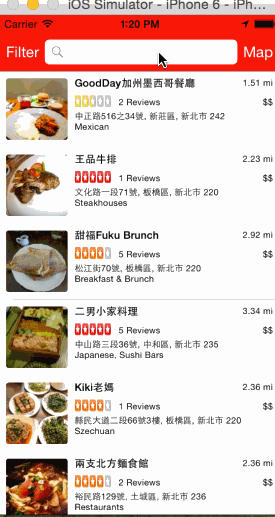 iOS Simulator - iPhone 6 - iPh...
Carrier 1:20 PM
Filter Map
GoodDay加州墨西哥餐廳 1.51 mi
2 Reviews $$
中正路516之34號, 新莊區, 新北市 242
Mexican
王品牛排 2.23 mi
1 Reviews $$
文化路一段71號, 板橋區, 新北市 220
Steakhouses
甜福Fuku Brunch 2.92 mi
5 Reviews $$
松江街70號, 板橋區, 新北市 220
Breakfast & Brunch
二男小家料理 3.34 mi
5 Reviews $$
中山路三段36號, 中和區, 新北市 235
Japanese, Sushi Bars
Kiki老媽 2.36 mi
1 Reviews $$
縣民大道二段66號3樓, 板橋區, 新北市 220
Szechuan
兩支北方麵食館 2.36 mi
2 Reviews $$
裕民路129號, 土城區, 新北市 236
Restaurants